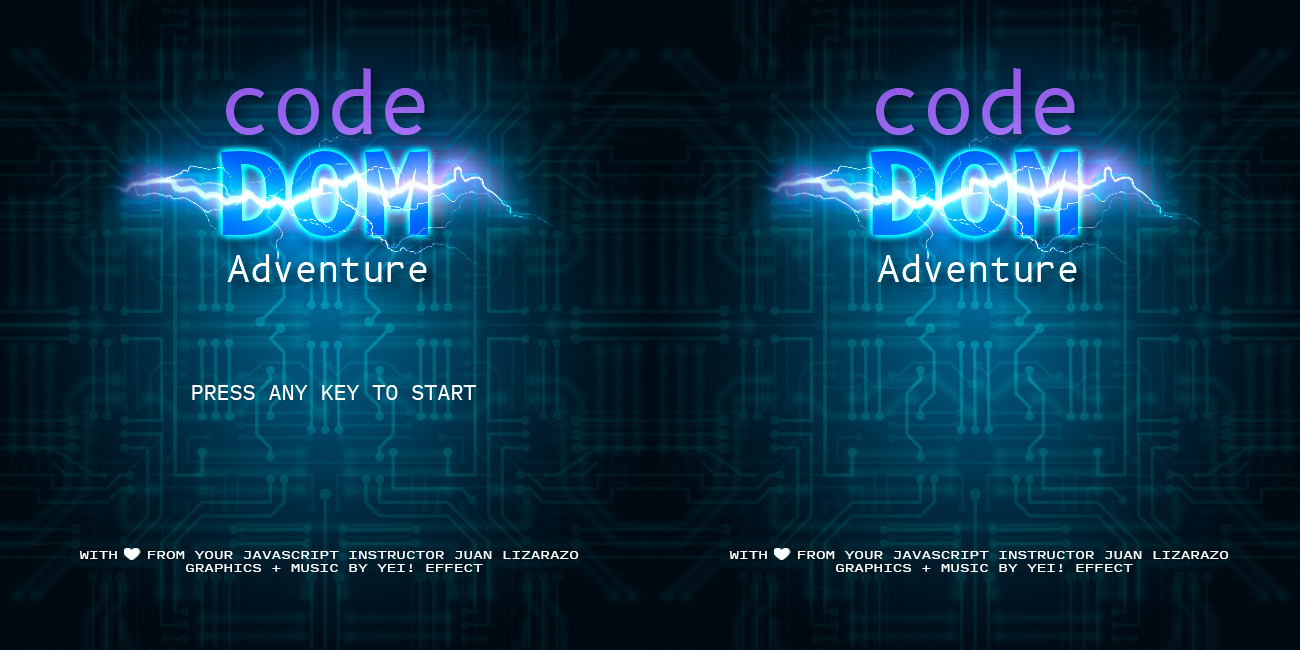 code
DOM
Adventure
PRESS ANY KEY TO START
WITH FROM YOUR JAVASCRIPT INSTRUCTOR JUAN LIZARAZO
GRAPHICS + MUSIC BY YEI! EFFECT
code
DOM
Adventure
WITH FROM YOUR JAVASCRIPT INSTRUCTOR JUAN LIZARAZO
GRAPHICS + MUSIC BY YEI! EFFECT